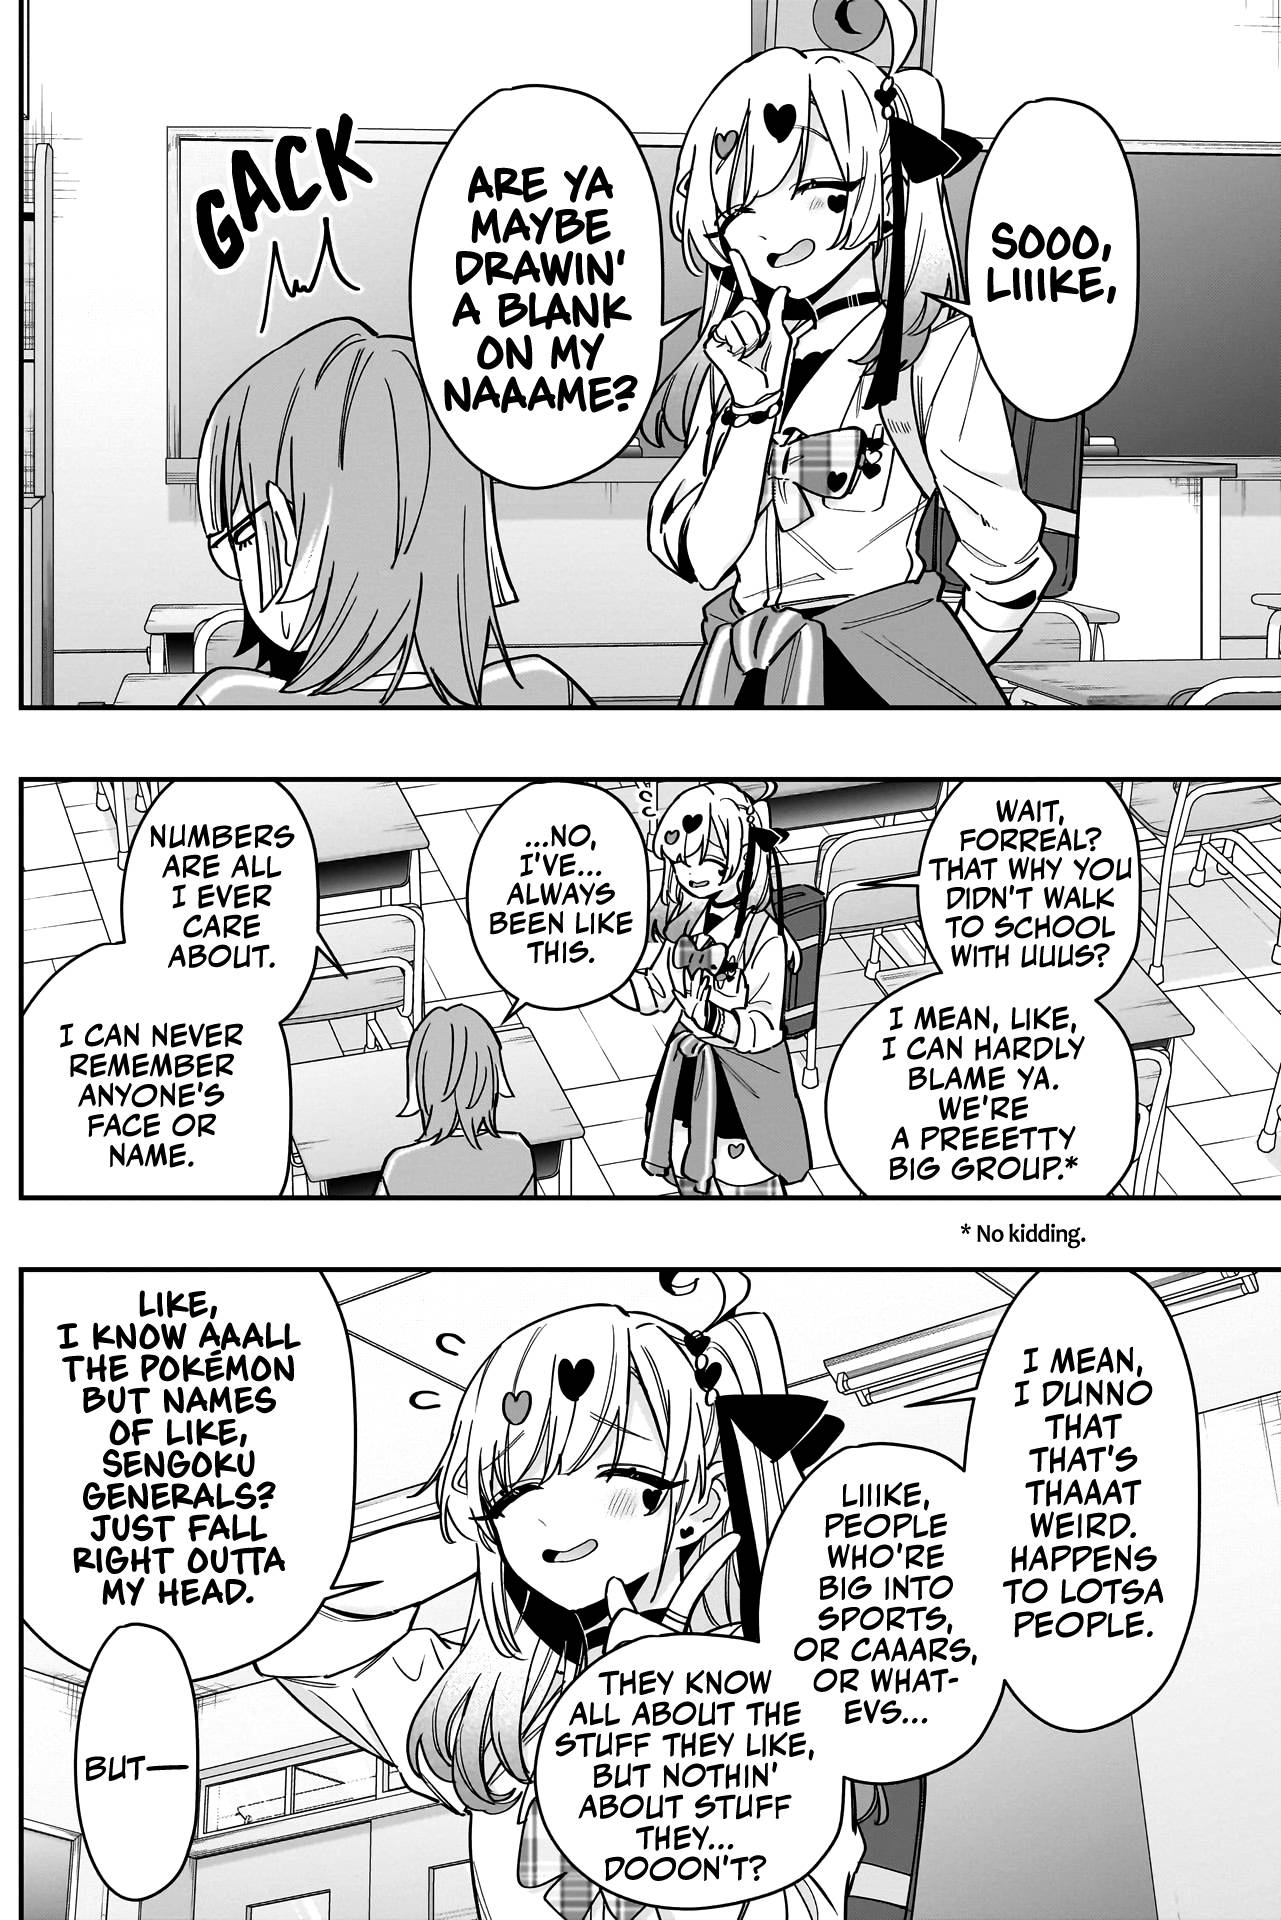 SOOO,
LIIIKE,
ARE YA
MAYBE
DRAWIN'
A BLANK
ON MY
NAAAME?
GACK
WAIT,
FORREAL?
THAT WHY YOU
DIDN'T WALK
TO SCHOOL
WITH UUUS?
I MEAN, LIKE,
I CAN HARDLY
BLAME YA.
WE'RE
A PREEETTY
BIG GROUP.*
* No kidding.
...NO,
I'VE...
ALWAYS
BEEN LIKE
THIS.
NUMBERS
ARE ALL
I EVER
CARE
ABOUT.
I CAN NEVER
REMEMBER
ANYONE'S
FACE OR
NAME.
I MEAN,
I DUNNO
THAT
THAT'S
THAAAT
WEIRD.
HAPPENS
TO LOTSA
PEOPLE.
LIIIKE,
PEOPLE
WHO'RE
BIG INTO
SPORTS,
OR CAAARS,
OR WHAT-
EVS...
THEY KNOW
ALL ABOUT THE
STUFF THEY LIKE,
BUT NOTHIN'
ABOUT STUFF
THEY...
DOOON'T?
LIKE,
I KNOW AAALL
THE POKÉMON
BUT NAMES
OF LIKE,
SENGOKU
GENERALS?
JUST FALL
RIGHT OUTTA
MY HEAD.
BUT—